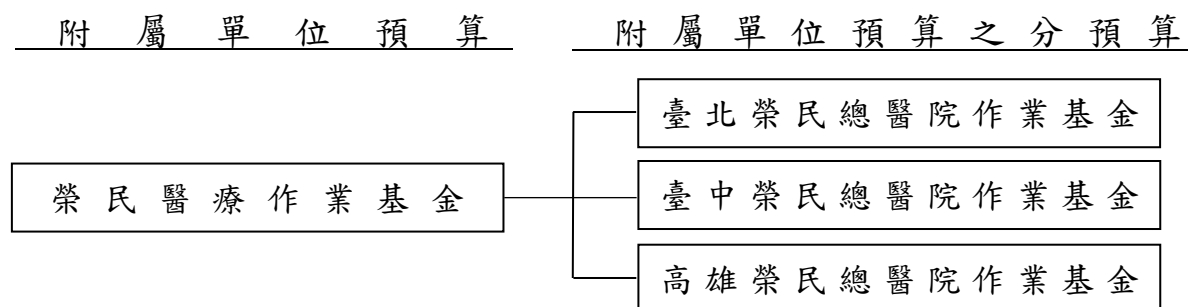 附屬單位預算
附屬單位預算之分預算
臺北榮民總醫院作業基金
榮民醫療作業基金
臺中榮民總醫院作業基金
高雄榮民總醫院作業基金